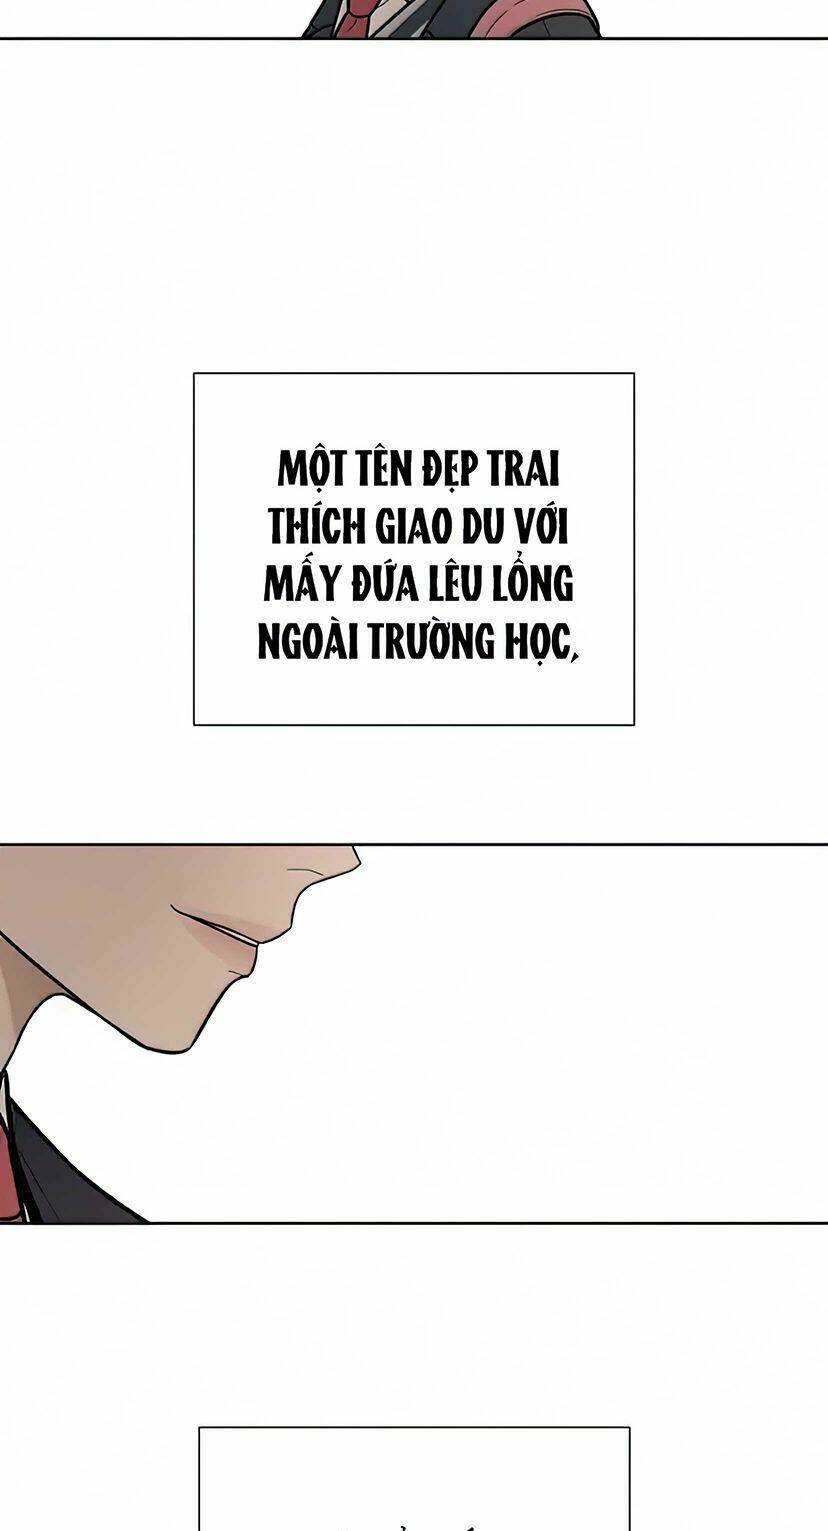 MỘT TÊN ĐẸP TRAI
THÍCH GIAO DU VỚI
MẤY ĐỨA LÊU LỔNG
NGOÀI TRƯỜNG HỌC,